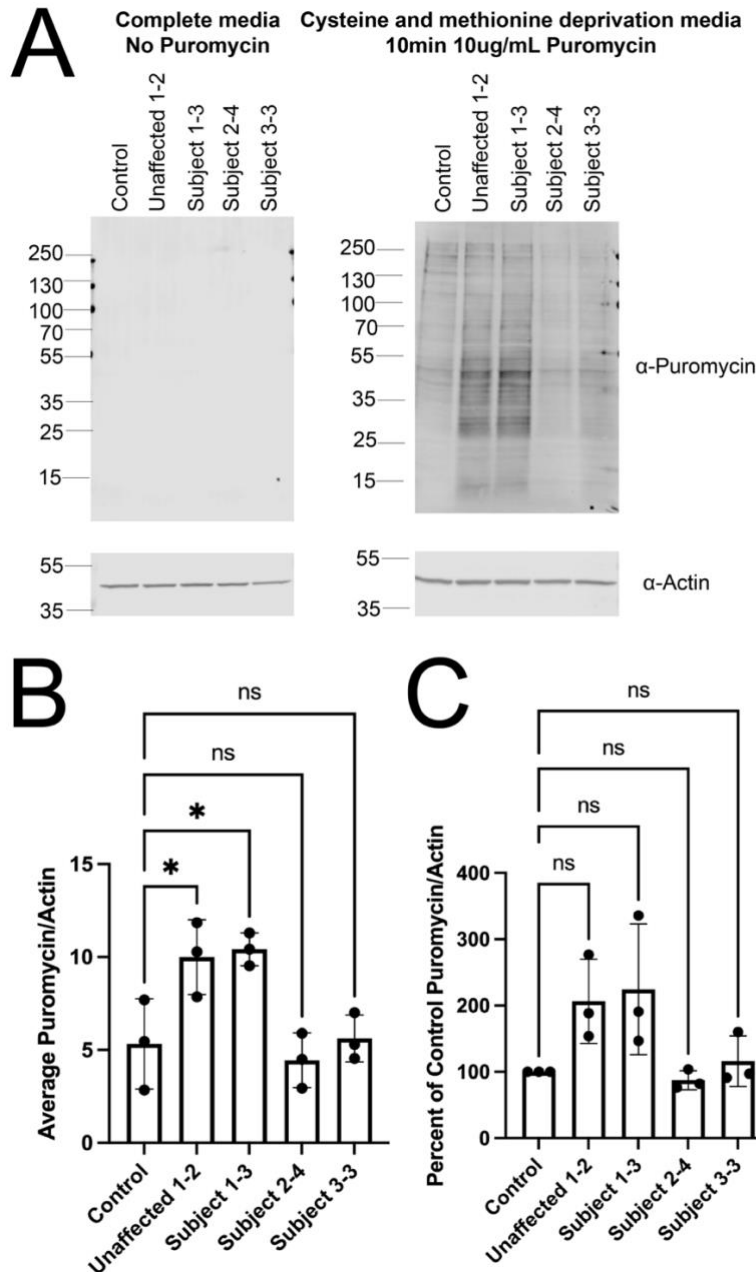 A
Complete media
No Puromycin
Cysteine and methionine deprivation media
10min 10ug/mL Puromycin
Control
Unaffected 1-2
Subject 1-3
Subject 2-4
Subject 3-3
Control
Unaffected 1-2
Subject 1-3
Subject 2-4
Subject 3-3
250
130
100
70
55
35
25
15
250
130
100
70
55
35
25
15
α-Puromycin
55
35
55
35
α-Actin
B
ns
ns
*
*
Average Puromycin/Actin
15
10
5
0
Control
Unaffected 1-2
Subject 1-3
Subject 2-4
Subject 3-3
C
ns
ns
ns
ns
Percent of Control Puromycin/Actin
400
300
200
100
0
Control
Unaffected 1-2
Subject 1-3
Subject 2-4
Subject 3-3